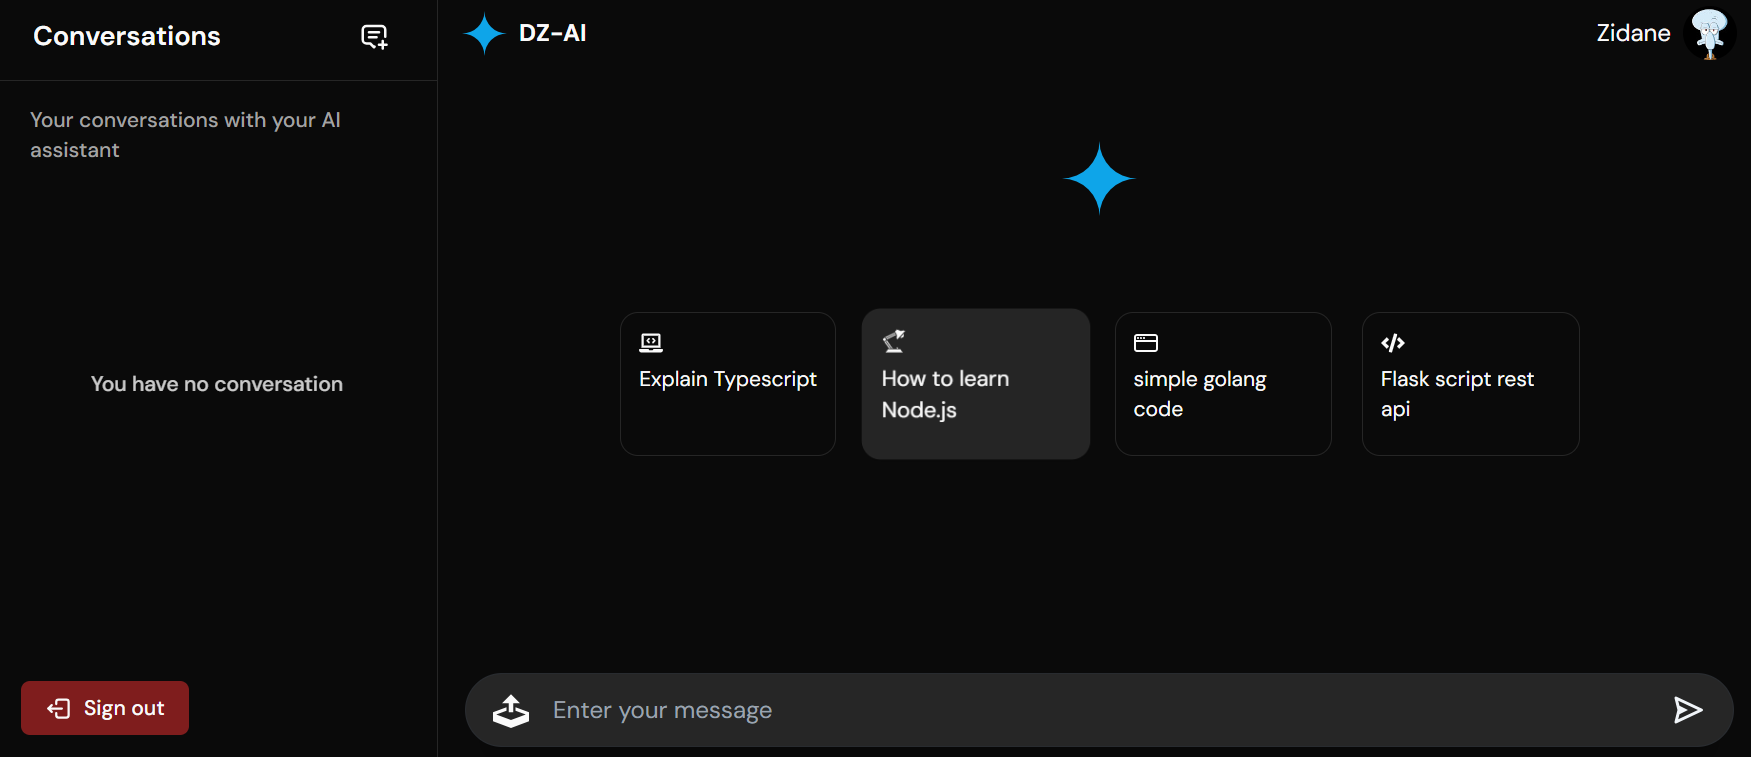 Conversations
Your conversations with your AI
assistant
You have no conversation
Sign out
DZ-AI
Zidane
Explain Typescript
How to learn
Node.js
simple golang
code
Flask script rest
api
Enter your message